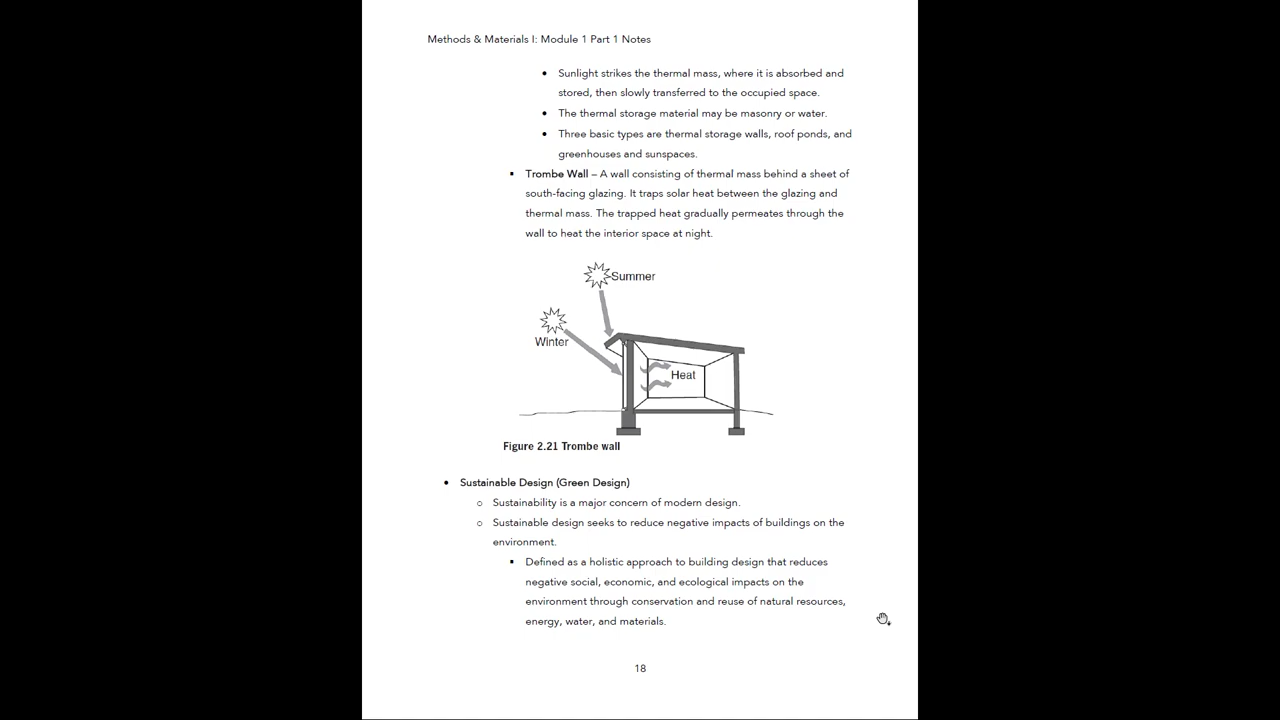 Methods & Materials I: Module 1 Part 1 Notes
• Sunlight strikes the thermal mass, where it is absorbed and
stored, then slowly transferred to the occupied space.
• The thermal storage material may be masonry or water.
• Three basic types are thermal storage walls, roof ponds, and
greenhouses and sunspaces.
▪ Trombe Wall – A wall consisting of thermal mass behind a sheet of
south-facing glazing. It traps solar heat between the glazing and
thermal mass. The trapped heat gradually permeates through the
wall to heat the interior space at night.
Summer
Winter
Heat
Figure 2.21 Trombe wall
• Sustainable Design (Green Design)
o Sustainability is a major concern of modern design.
o Sustainable design seeks to reduce negative impacts of buildings on the
environment.
▪ Defined as a holistic approach to building design that reduces
negative social, economic, and ecological impacts on the
environment through conservation and reuse of natural resources,
energy, water, and materials.
18